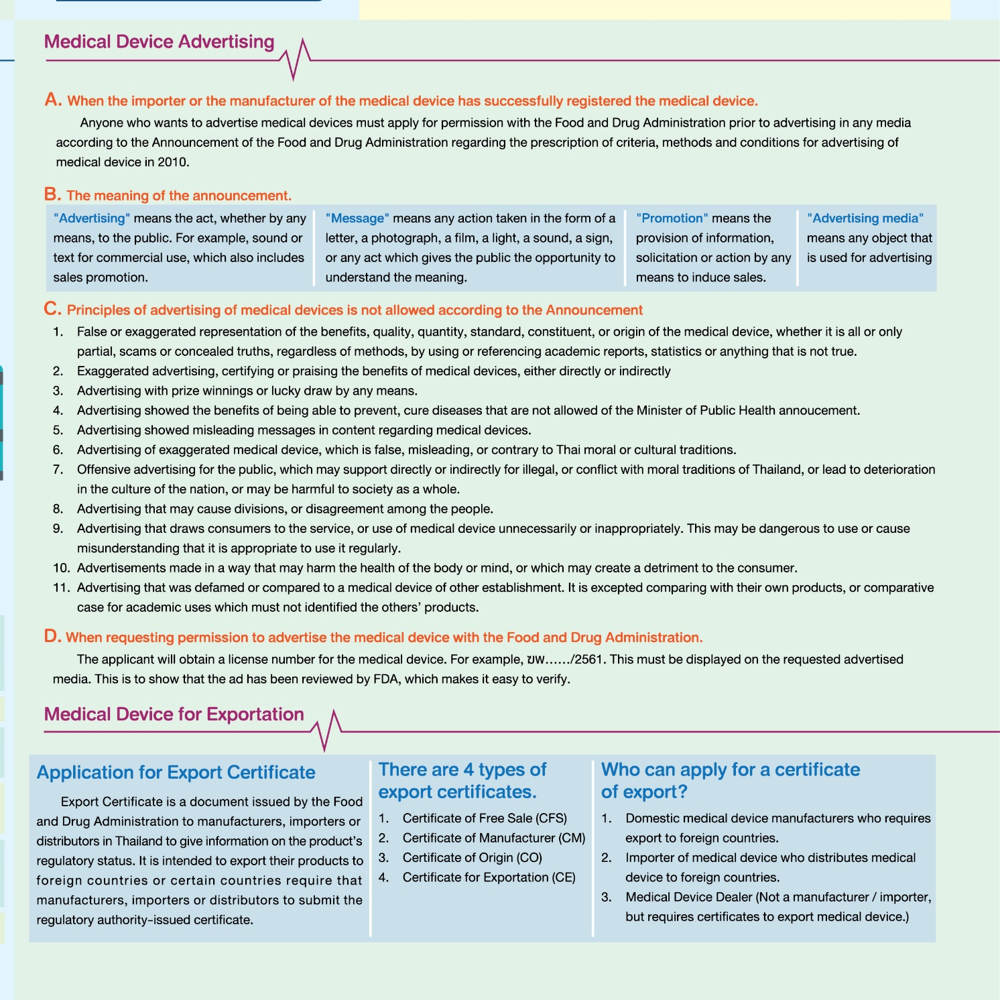 Medical Device Advertising
A. When the importer or the manufacturer of the medical device has successfully registered the medical device.
Anyone who wants to advertise medical devices must apply for permission with the Food and Drug Administration prior to advertising in any media
according to the Announcement of the Food and Drug Administration regarding the prescription of criteria, methods and conditions for advertising of
medical device in 2010.
B. The meaning of the announcement.
"Advertising" means the act, whether by any
means, to the public. For example, sound or
text for commercial use, which also includes
sales promotion.
"Message" means any action taken in the form of a
letter, a photograph, a film, a light, a sound, a sign,
or any act which gives the public the opportunity to
understand the meaning.
"Promotion" means the
provision of information,
solicitation or action by any
means to induce sales.
"Advertising media"
means any object that
is used for advertising
C. Principles of advertising of medical devices is not allowed according to the Announcement
1. False or exaggerated representation of the benefits, quality, quantity, standard, constituent, or origin of the medical device, whether it is all or only
partial, scams or concealed truths, regardless of methods, by using or referencing academic reports, statistics or anything that is not true.
2. Exaggerated advertising, certifying or praising the benefits of medical devices, either directly or indirectly
3. Advertising with prize winnings or lucky draw by any means.
4. Advertising showed the benefits of being able to prevent, cure diseases that are not allowed of the Minister of Public Health annoucement.
5. Advertising showed misleading messages in content regarding medical devices.
6. Advertising of exaggerated medical device, which is false, misleading, or contrary to Thai moral or cultural traditions.
7. Offensive advertising for the public, which may support directly or indirectly for illegal, or conflict with moral traditions of Thailand, or lead to deterioration
in the culture of the nation, or may be harmful to society as a whole.
8. Advertising that may cause divisions, or disagreement among the people.
9. Advertising that draws consumers to the service, or use of medical device unnecessarily or inappropriately. This may be dangerous to use or cause
misunderstanding that it is appropriate to use it regularly.
10. Advertisements made in a way that may harm the health of the body or mind, or which may create a detriment to the consumer.
11. Advertising that was defamed or compared to a medical device of other establishment. It is excepted comparing with their own products, or comparative
case for academic uses which must not identified the others’ products.
D. When requesting permission to advertise the medical device with the Food and Drug Administration.
The applicant will obtain a license number for the medical device. For example, ฆพ....../2561. This must be displayed on the requested advertised
media. This is to show that the ad has been reviewed by FDA, which makes it easy to verify.
Medical Device for Exportation
Application for Export Certificate
Export Certificate is a document issued by the Food
and Drug Administration to manufacturers, importers or
distributors in Thailand to give information on the product’s
regulatory status. It is intended to export their products to
foreign countries or certain countries require that
manufacturers, importers or distributors to submit the
regulatory authority-issued certificate.
There are 4 types of
export certificates.
1. Certificate of Free Sale (CFS)
2. Certificate of Manufacturer (CM)
3. Certificate of Origin (CO)
4. Certificate for Exportation (CE)
Who can apply for a certificate
of export?
1. Domestic medical device manufacturers who requires
export to foreign countries.
2. Importer of medical device who distributes medical
device to foreign countries.
3. Medical Device Dealer (Not a manufacturer / importer,
but requires certificates to export medical device.)